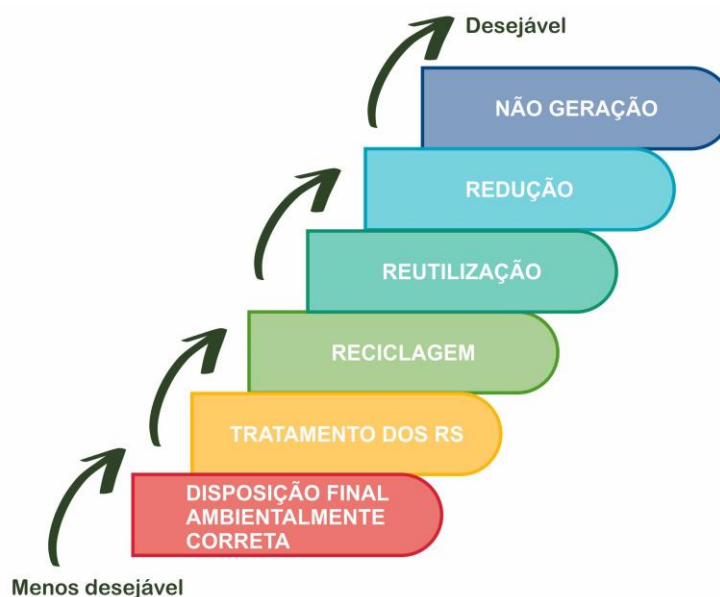 Desejável
NÃO GERAÇÃO
REDUÇÃO
REUTILIZAÇÃO
RECICLAGEM
TRATAMENTO DOS RS
DISPOSIÇÃO FINAL
AMBIENTALMENTE
CORRETA
Menos desejável